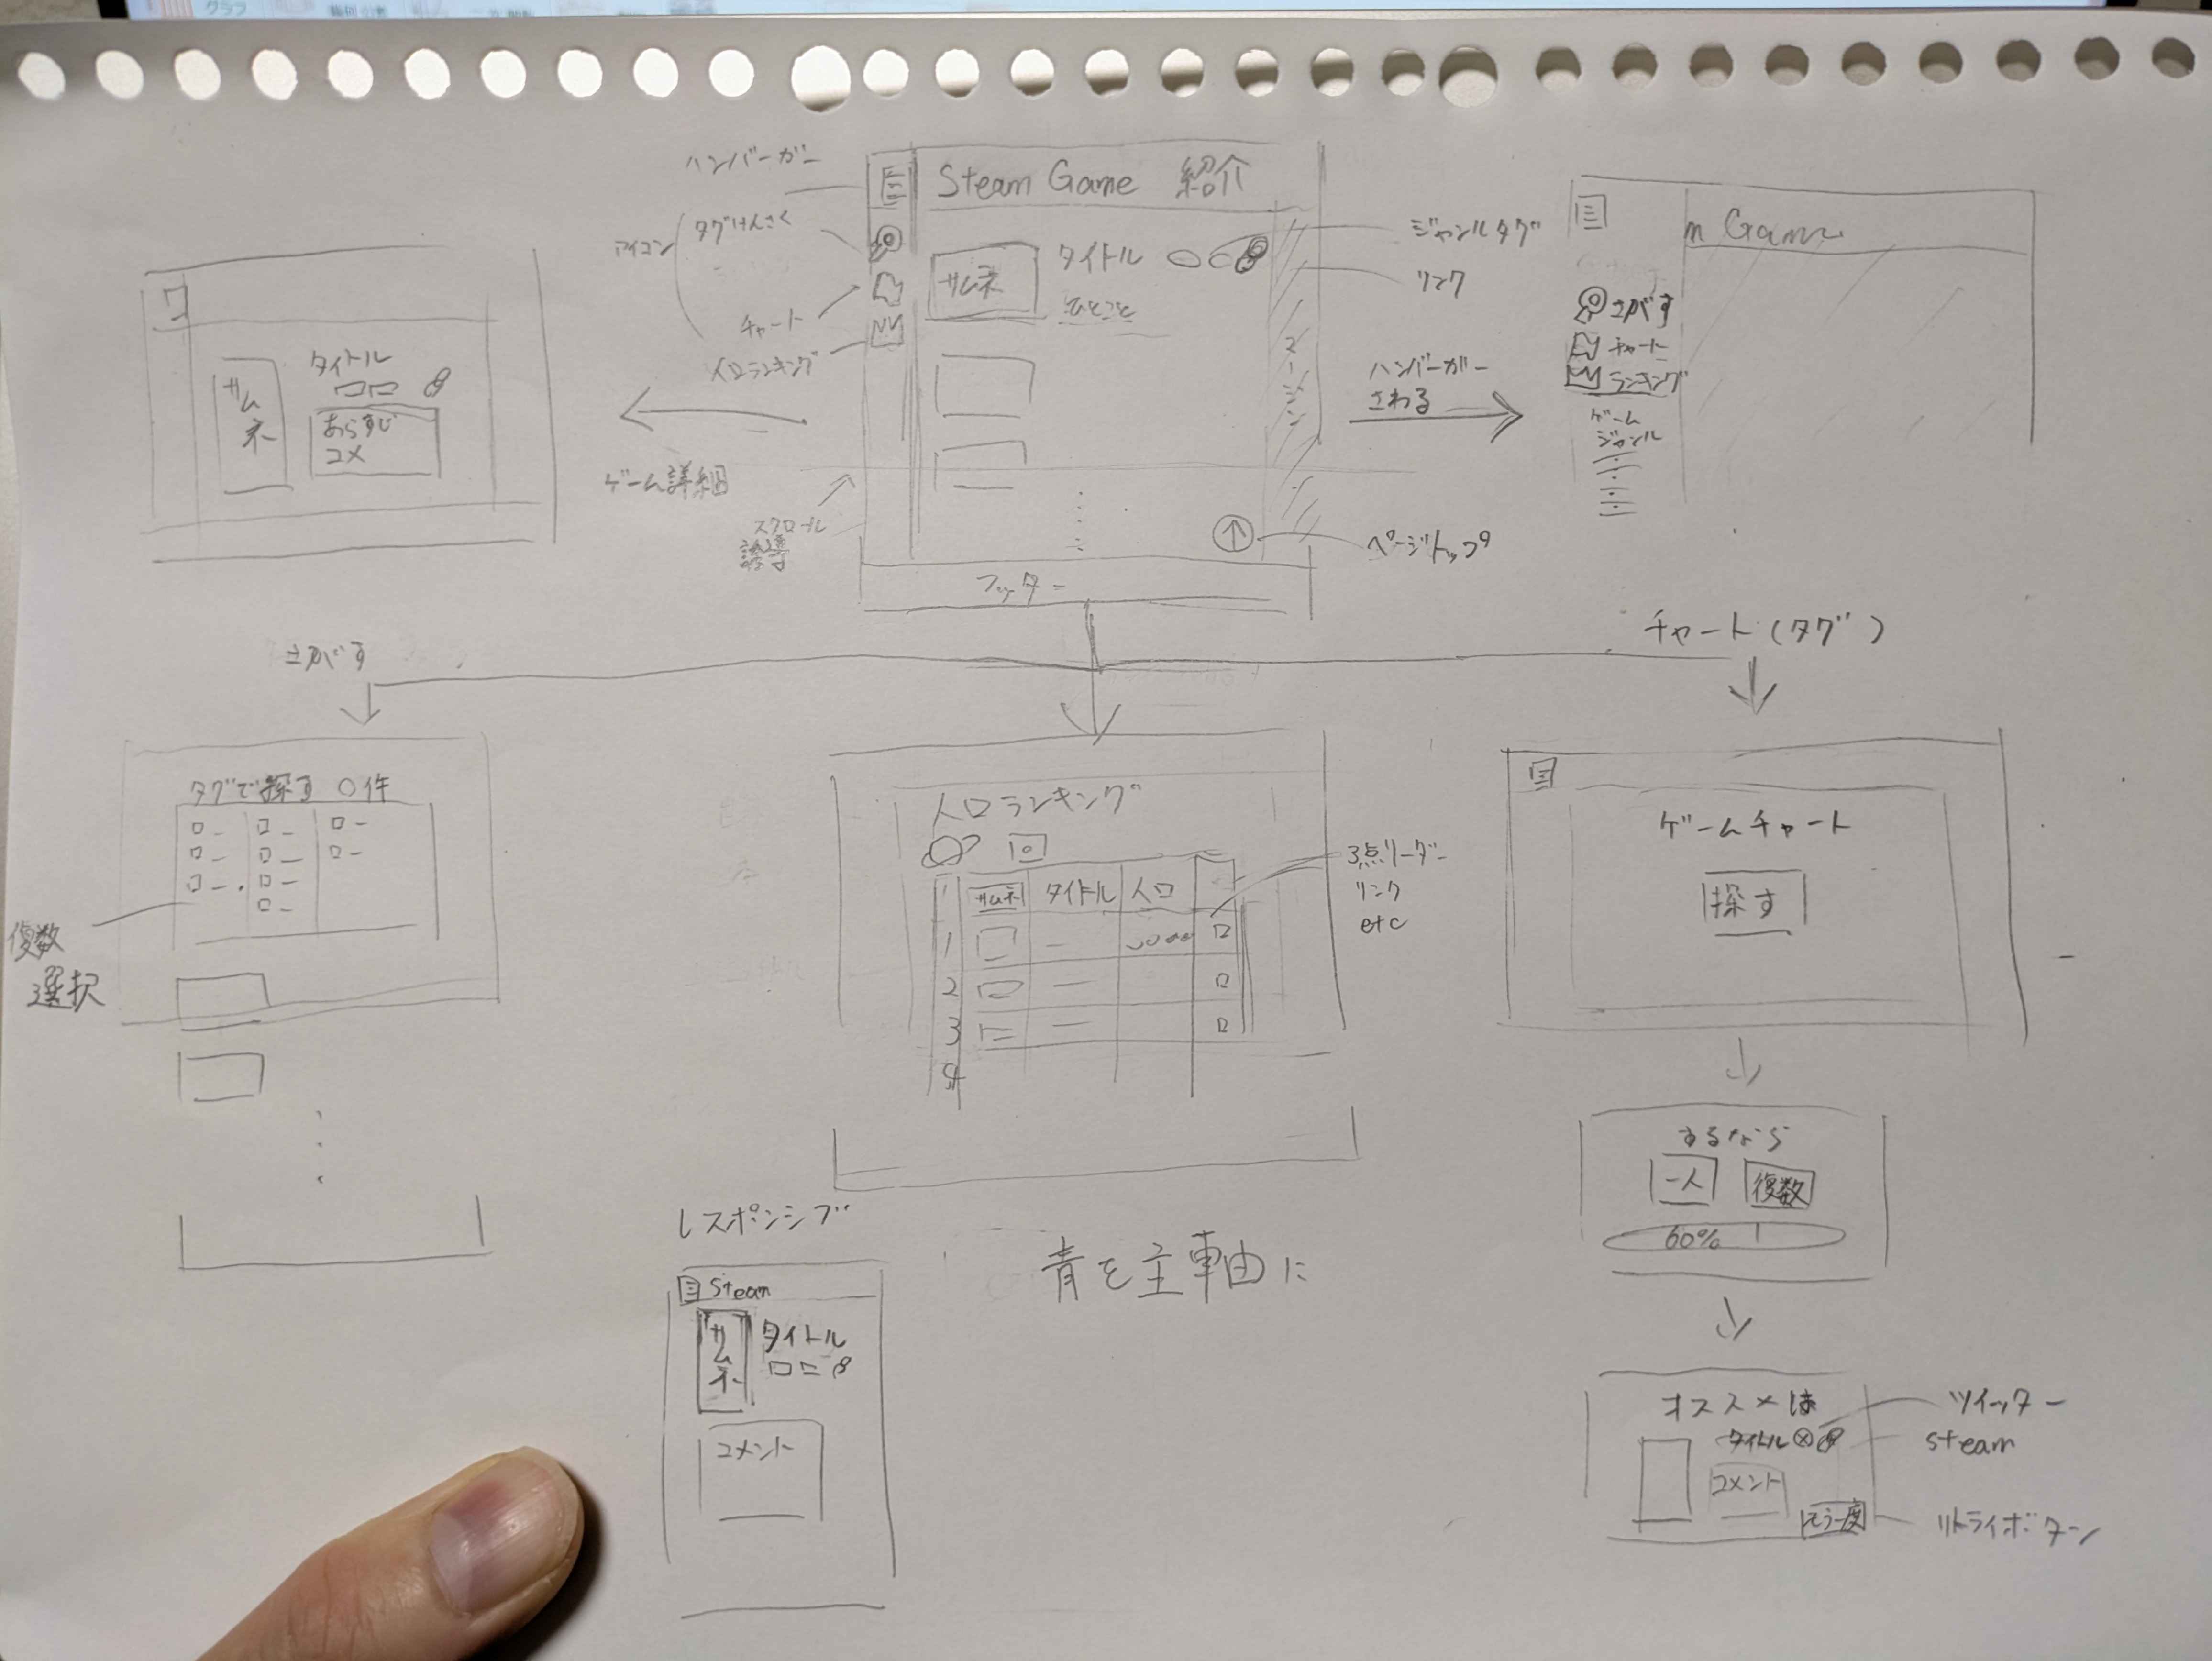 グラフ
ハンバーガー
アイコン
タグけんさく
チャート
人口ランキング
Steam Game 紹介
サムネ
タイトル
ひとこと
マージン
ジャンルタグ
リンク
ページトップ
フッター
スクロール
誘導
ゲーム詳細
サムネ
タイトル
あらすじ
コメ
ハンバーガー
さわる
m Game
さがす
チャート
ランキング
ゲーム
ジャンル
さがす
チャート(タグ)
タグで探す 〇件
複数
選択
人口ランキング
サムネ タイトル 人口
1
2
3
4
3点リーダー
リンク
etc
ゲームチャート
探す
するなら
一人 複数
60%
オススメは
タイトル
コメント
もう一度
ツイッター
steam
リトライボタン
レスポンシブ
Steam
サムネ
タイトル
コメント
青を主軸に